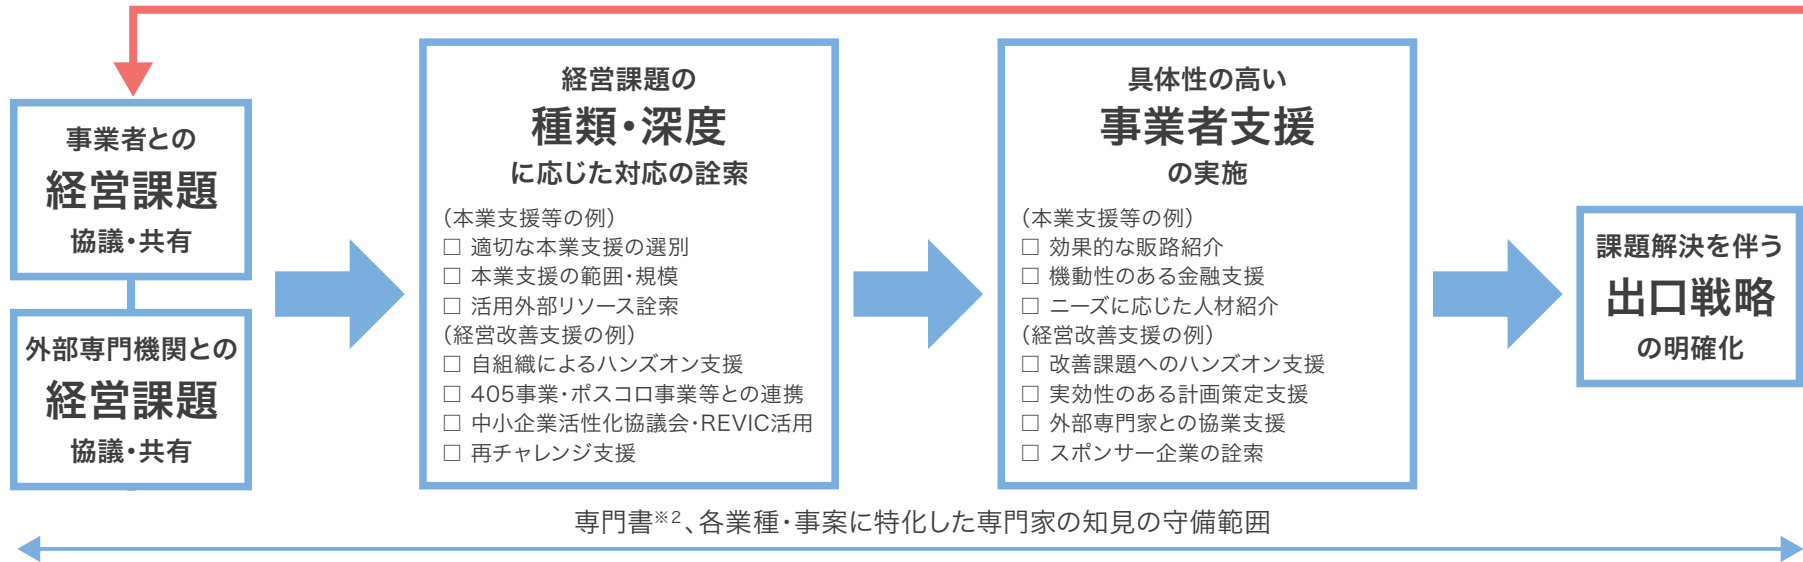 事業者との
経営課題
協議・共有
外部専門機関との
経営課題
協議・共有
経営課題の
種類・深度
に応じた対応の詮索
（本業支援等の例）
□ 適切な本業支援の選別
□ 本業支援の範囲・規模
□ 活用外部リソース詮索
（経営改善支援の例）
□ 自組織によるハンズオン支援
□ 405事業・ポスコロ事業等との連携
□ 中小企業活性化協議会・REVIC活用
□ 再チャレンジ支援
具体性の高い
事業者支援
の実施
（本業支援等の例）
□ 効果的な販路紹介
□ 機動性のある金融支援
□ ニーズに応じた人材紹介
（経営改善支援の例）
□ 改善課題へのハンズオン支援
□ 実効性のある計画策定支援
□ 外部専門家との協業支援
□ スポンサー企業の詮索
課題解決を伴う
出口戦略
の明確化
専門書※2、各業種・事案に特化した専門家の知見の守備範囲